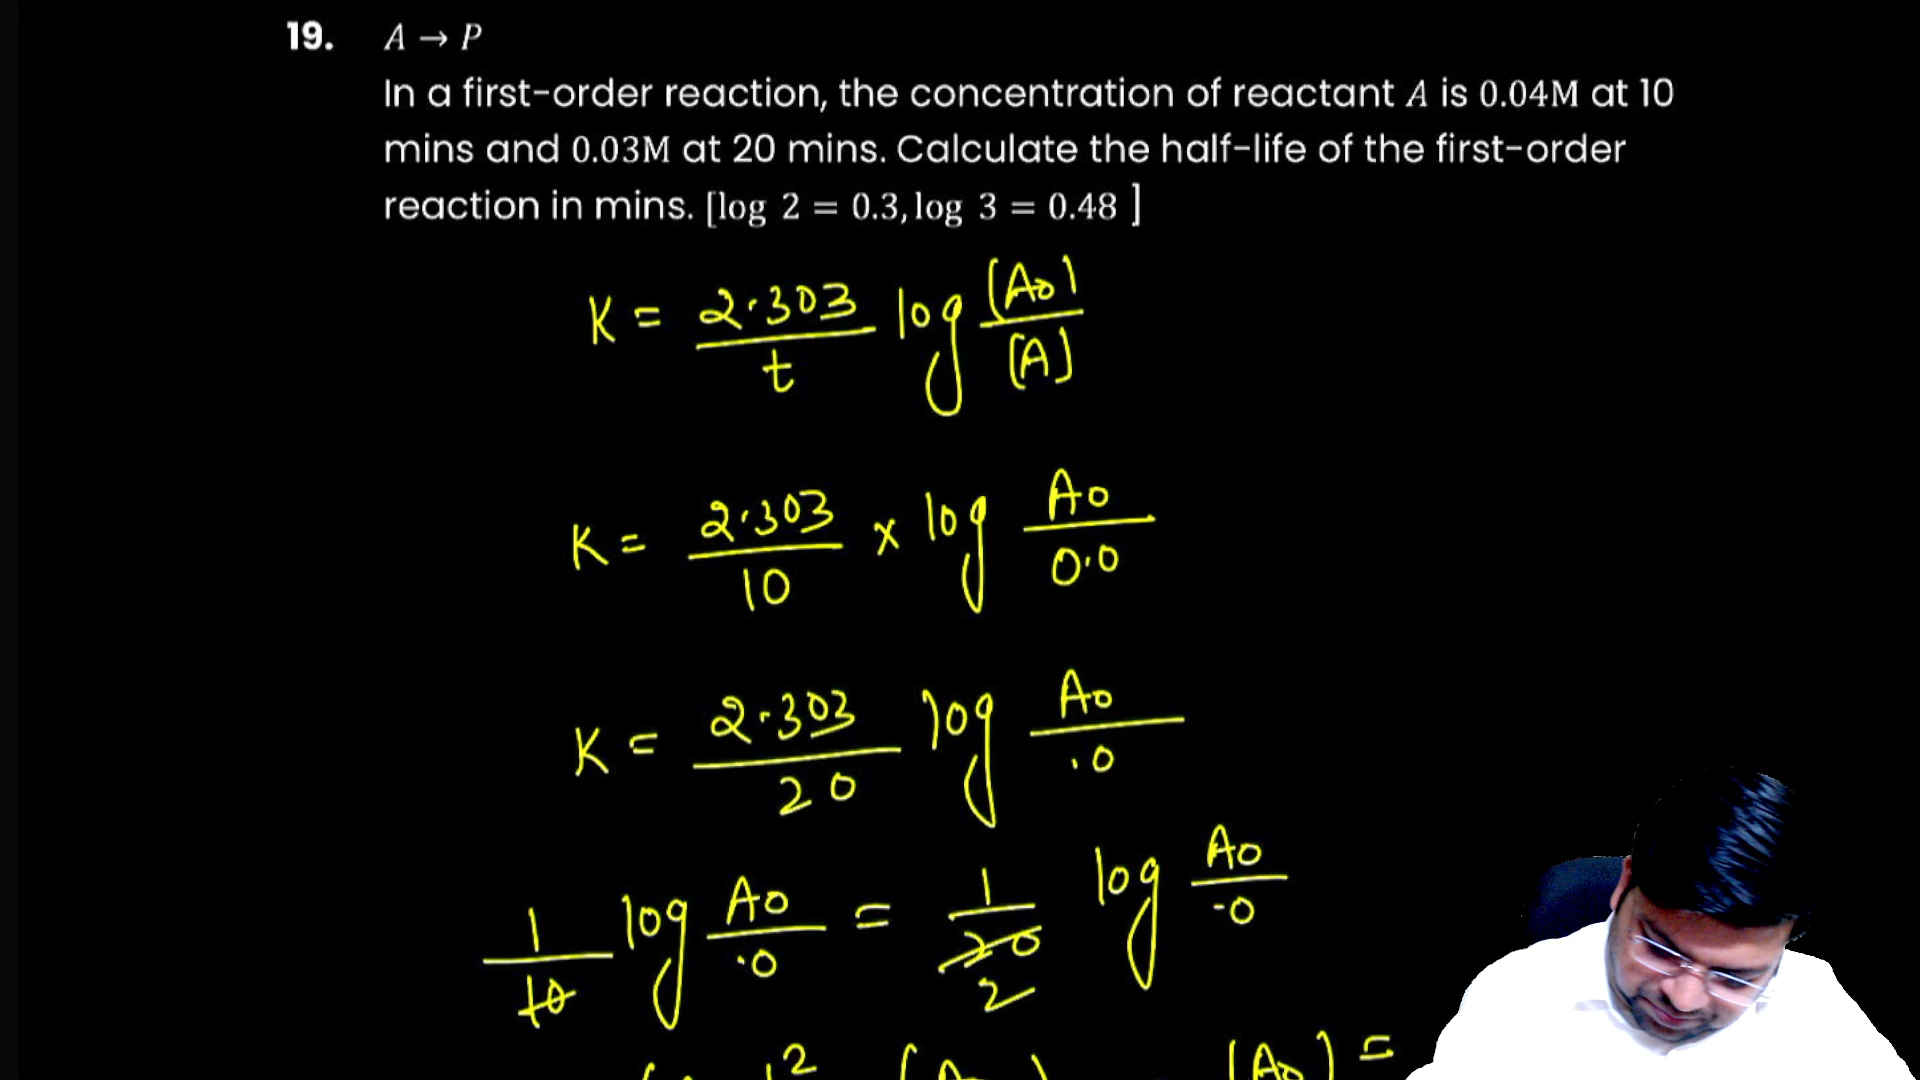 19. A → P
In a first-order reaction, the concentration of reactant A is 0.04M at 10
mins and 0.03M at 20 mins. Calculate the half-life of the first-order
reaction in mins. [log 2 = 0.3, log 3 = 0.48 ]
K = 2.303/t log [A0]/[A]
K = 2.303/10 × log A0/0.0
K = 2.303/20 log A0/.0
1/10 log A0/.0 = 1/20 2 log A0/.0